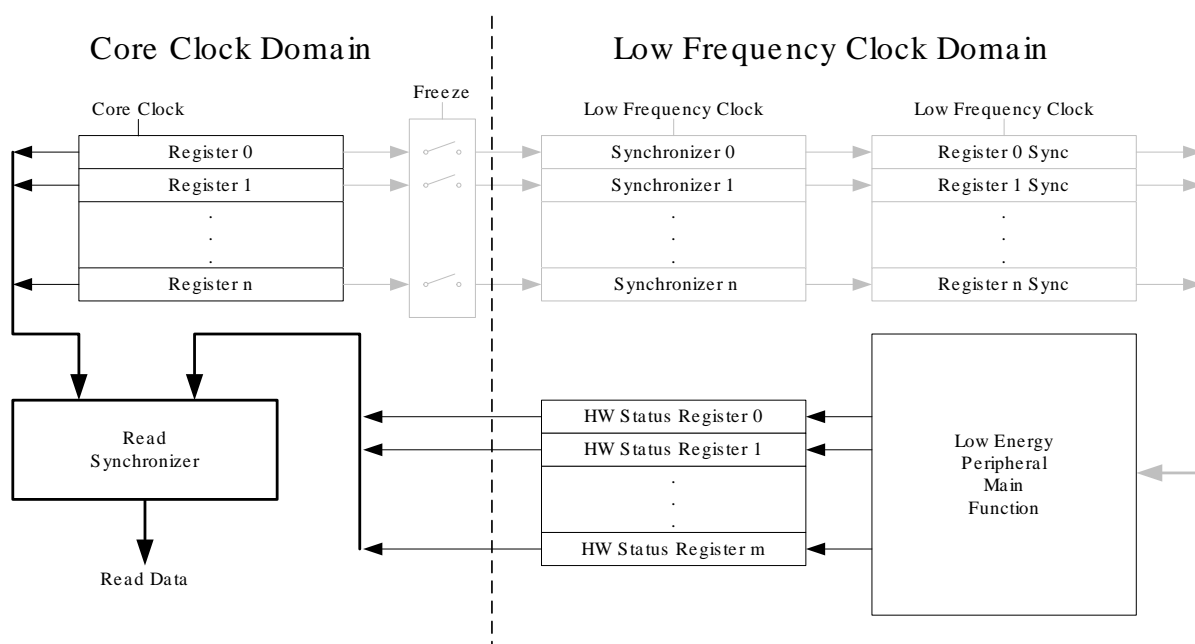 Core Clock Domain
Low Frequency Clock Domain
Freeze
Core Clock
Low Frequency Clock
Low Frequency Clock
Register 0
Synchronizer 0
Register 0 Sync
Register 1
Synchronizer 1
Register 1 Sync
.
.
.
.
.
.
.
.
.
Register n
Synchronizer n
Register n Sync
Read
Synchronizer
Read Data
HW Status Register 0
HW Status Register 1
.
.
.
HW Status Register m
Low Energy
Peripheral
Main
Function